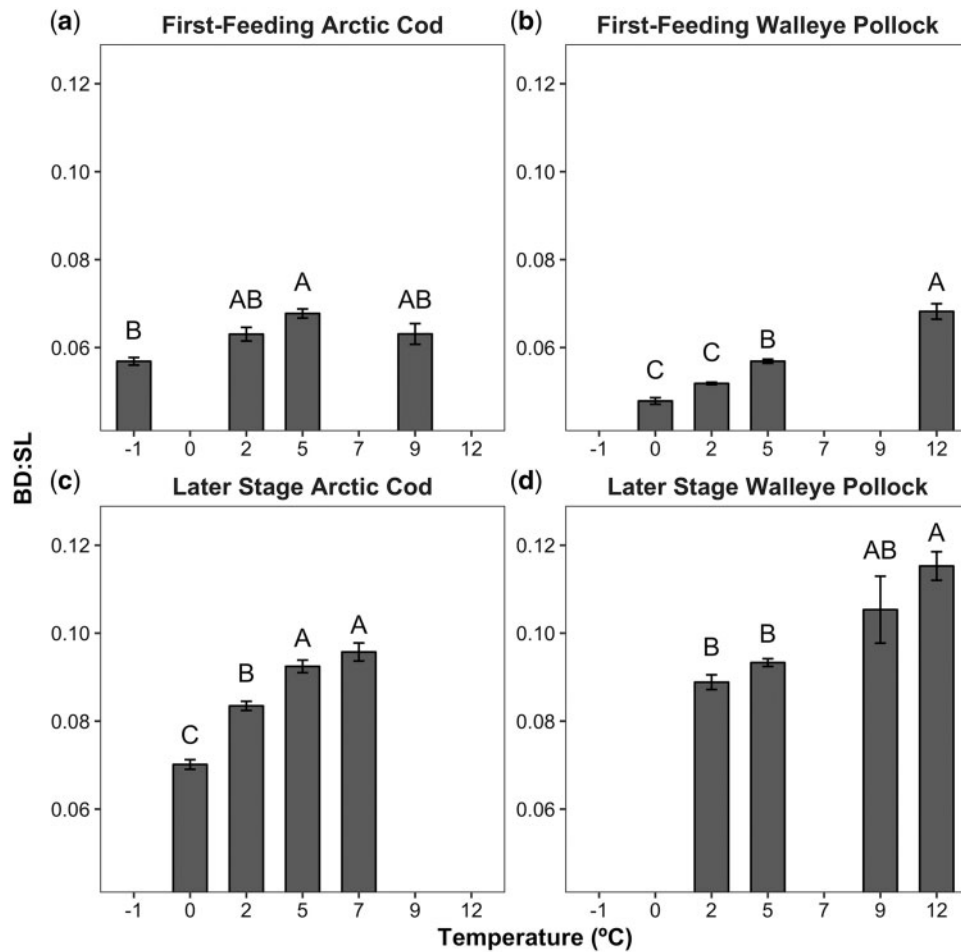 (a) First-Feeding Arctic Cod
(b) First-Feeding Walleye Pollock
0.12
0.10
0.08
0.06
B
AB
A
AB
-1 0 2 5 7 9 12
0.12
0.10
0.08
0.06
C
C
B
A
-1 0 2 5 7 9 12
BD:SL
(c) Later Stage Arctic Cod
(d) Later Stage Walleye Pollock
0.12
0.10
0.08
0.06
C
B
A
A
-1 0 2 5 7 9 12
0.12
0.10
0.08
0.06
B
B
AB
A
-1 0 2 5 7 9 12
Temperature (ºC)